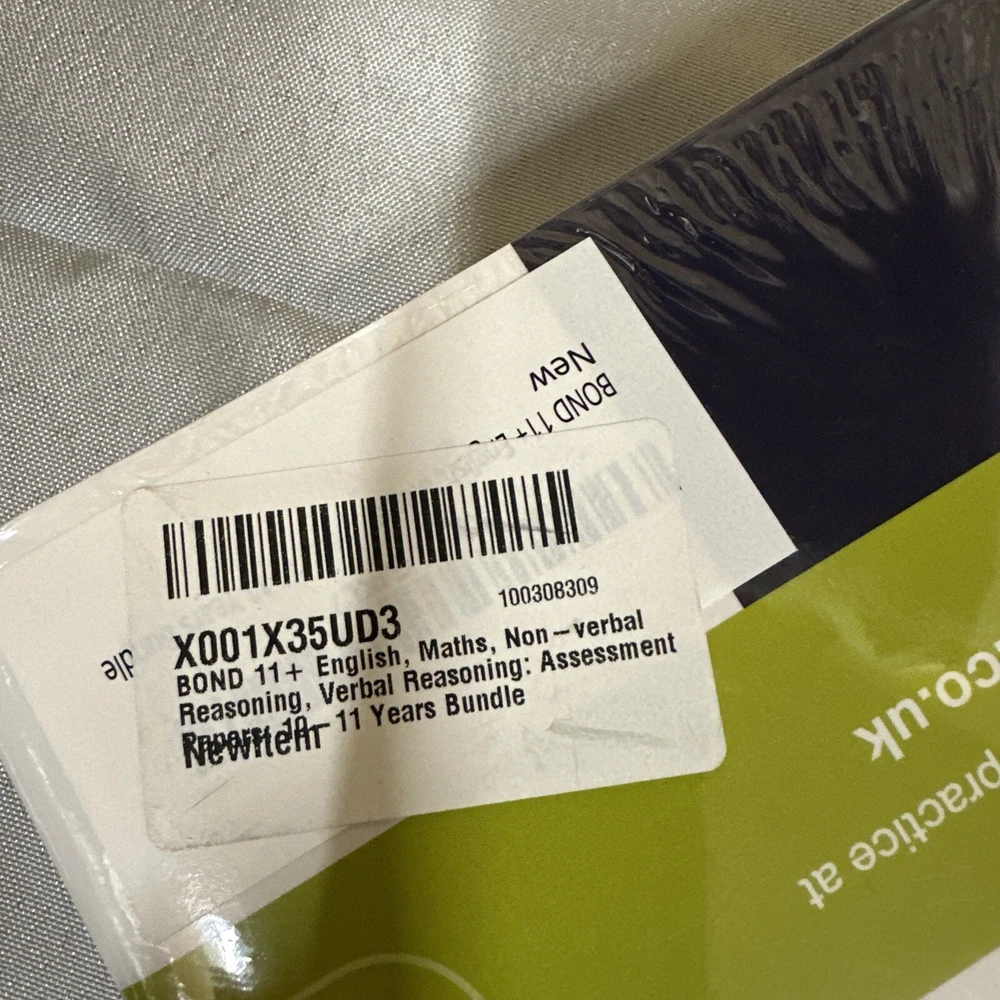 New
BOND 11+
dle
100308309
X001X35UD3
BOND 11+ English, Maths, Non-verbal
Reasoning, Verbal Reasoning: Assessment
Papers: 10-11 Years Bundle
NewItem
co.uk
practice at